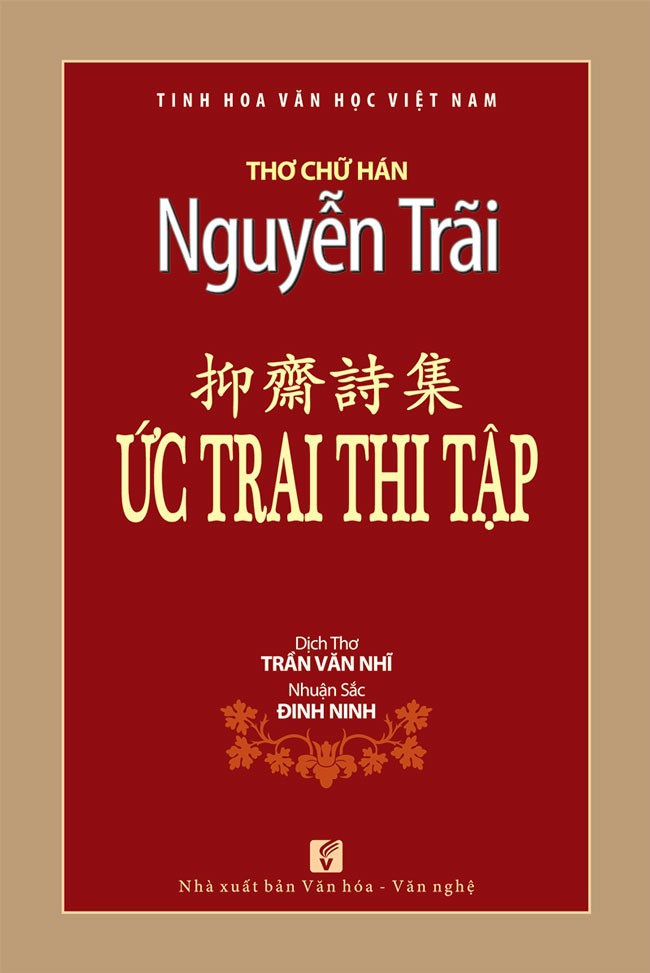 TINH HOA VĂN HỌC VIỆT NAM
THƠ CHỮ HÁN
Nguyễn Trãi
抑齋詩集
ỨC TRAI THI TẬP
Dịch Thơ
TRẦN VĂN NHĨ
Nhuận Sắc
ĐINH NINH
V
Nhà xuất bản Văn hóa - Văn nghệ